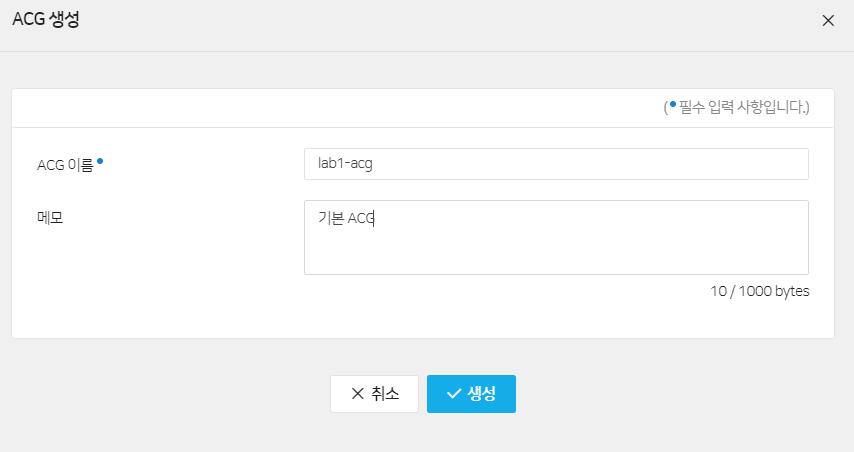 ACG 생성
(• 필수 입력 사항입니다.)
ACG 이름• lab1-acg
메모 기본 ACG
10 / 1000 bytes
취소 생성